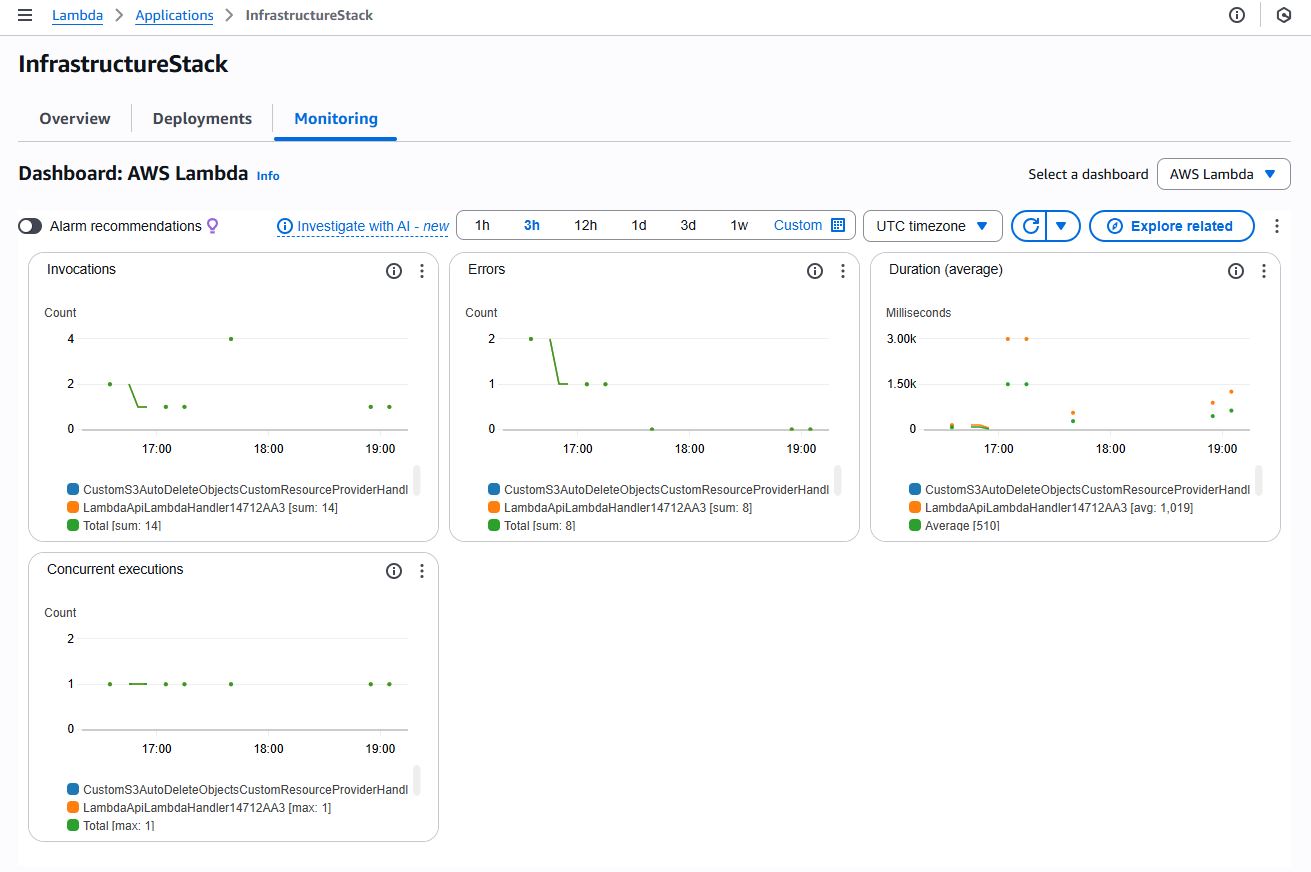 Lambda > Applications > InfrastructureStack
InfrastructureStack
Overview Deployments Monitoring
Dashboard: AWS Lambda Info
Select a dashboard AWS Lambda
Alarm recommendations Investigate with AI - new 1h 3h 12h 1d 3d 1w Custom UTC timezone Explore related
Invocations
Count
4
2
0
17:00 18:00 19:00
CustomS3AutoDeleteObjectsCustomResourceProviderHandl
LambdaApiLambdaHandler14712AA3 [sum: 14]
Total [sum: 14]
Errors
Count
2
1
0
17:00 18:00 19:00
CustomS3AutoDeleteObjectsCustomResourceProviderHandl
LambdaApiLambdaHandler14712AA3 [sum: 8]
Total [sum: 8]
Duration (average)
Milliseconds
3.00k
1.50k
0
17:00 18:00 19:00
CustomS3AutoDeleteObjectsCustomResourceProviderHandl
LambdaApiLambdaHandler14712AA3 [avg: 1,019]
Average [510]
Concurrent executions
Count
2
1
0
17:00 18:00 19:00
CustomS3AutoDeleteObjectsCustomResourceProviderHandl
LambdaApiLambdaHandler14712AA3 [max: 1]
Total [max: 1]